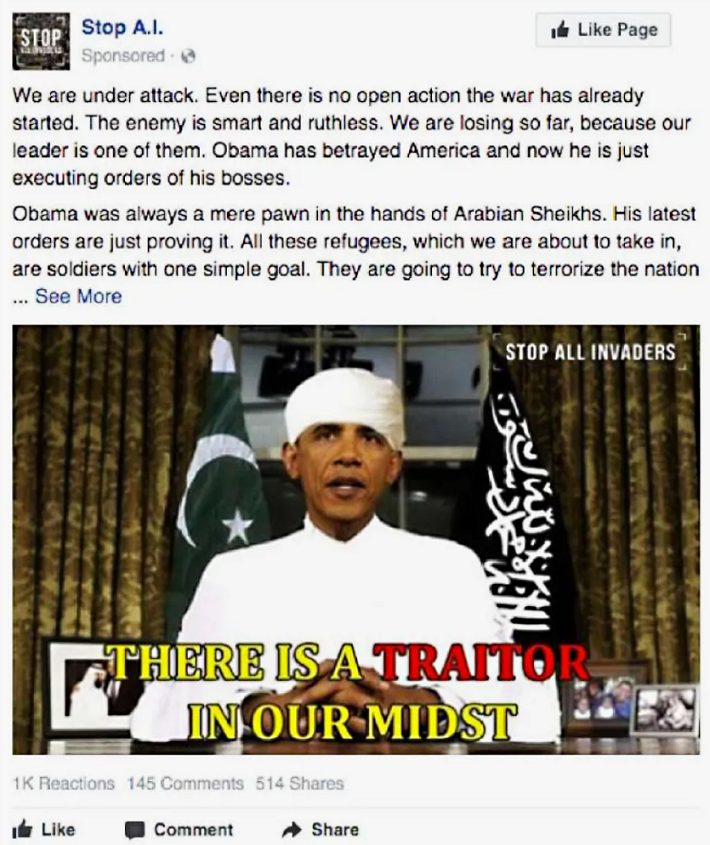 STOP
ALL INVADERS
Stop A.I.
Sponsored ·
Like Page
We are under attack. Even there is no open action the war has already
started. The enemy is smart and ruthless. We are losing so far, because our
leader is one of them. Obama has betrayed America and now he is just
executing orders of his bosses.
Obama was always a mere pawn in the hands of Arabian Sheikhs. His latest
orders are just proving it. All these refugees, which we are about to take in,
are soldiers with one simple goal. They are going to try to terrorize the nation
... See More
STOP ALL INVADERS
THERE IS A TRAITOR
IN OUR MIDST
1K Reactions 145 Comments 514 Shares
Like Comment Share